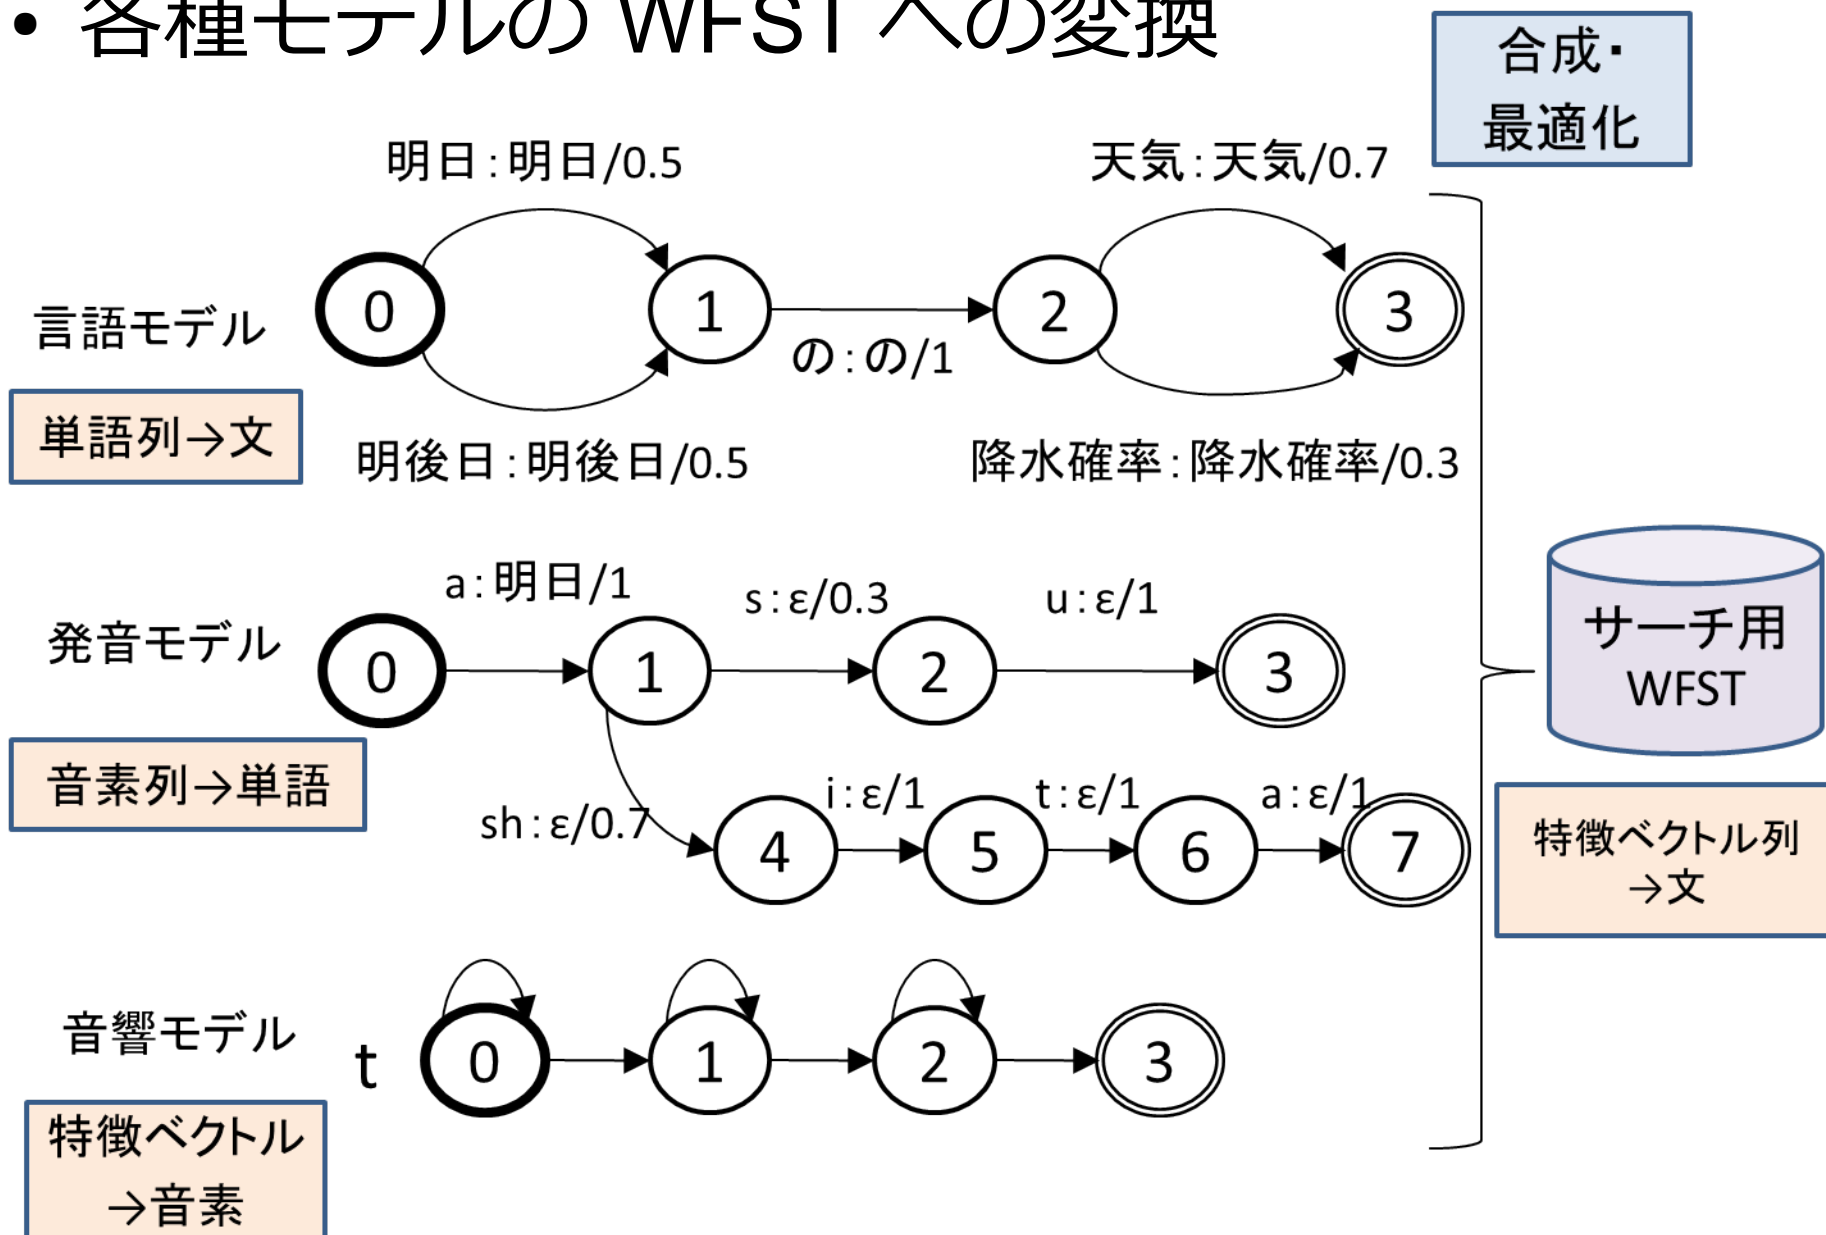 • 各種モデルの WFST への変換
合成・
最適化
明日:明日/0.5
天気:天気/0.7
言語モデル
0
1
2
3
の:の/1
単語列→文
明後日:明後日/0.5
降水確率:降水確率/0.3
発音モデル
a:明日/1
s:ε/0.3
u:ε/1
0
1
2
3
サーチ用
WFST
音素列→単語
sh:ε/0.7
i:ε/1
t:ε/1
a:ε/1
4
5
6
7
特徴ベクトル列
→文
音響モデル
t
0
1
2
3
特徴ベクトル
→音素